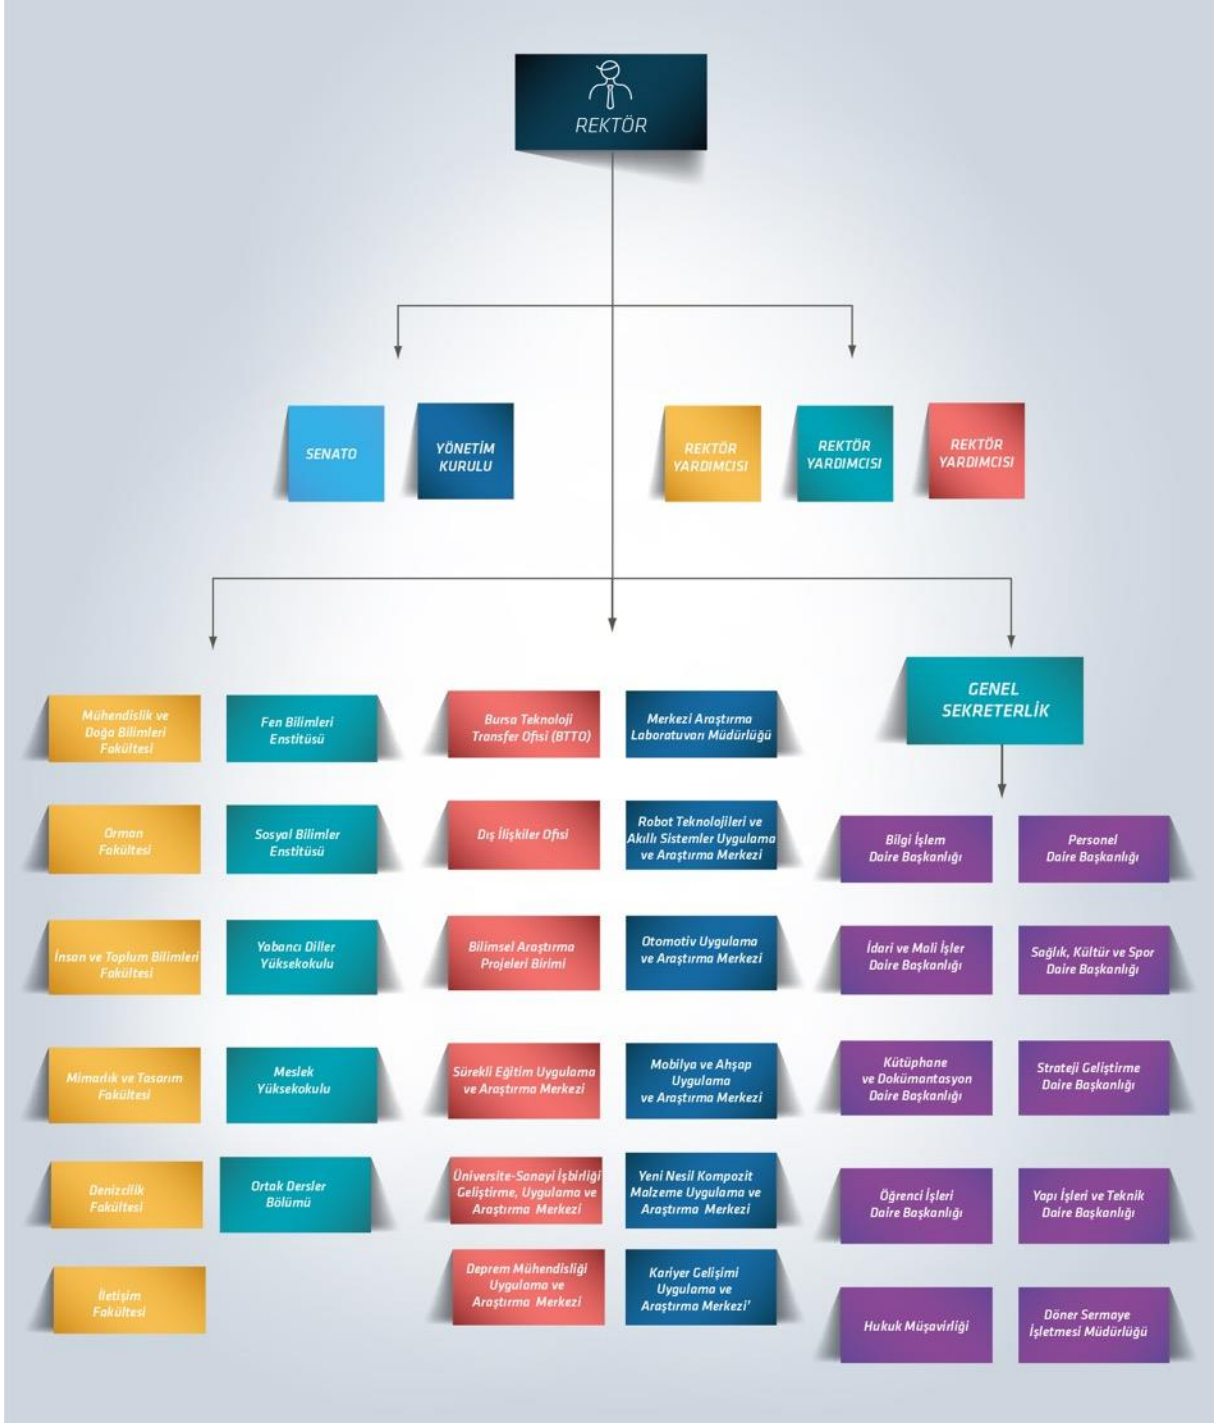 REKTÖR
SENATO
YÖNETİM
KURULU
REKTÖR
YARDIMCISI
REKTÖR
YARDIMCISI
REKTÖR
YARDIMCISI
Mühendislik ve
Doğa Bilimleri
Fakültesi
Orman
Fakültesi
İnsan ve Toplum Bilimleri
Fakültesi
Mimarlık ve Tasarım
Fakültesi
Denizcilik
Fakültesi
İletişim
Fakültesi
Fen Bilimleri
Enstitüsü
Sosyal Bilimler
Enstitüsü
Yabancı Diller
Yüksekokulu
Meslek
Yüksekokulu
Ortak Dersler
Bölümü
Bursa Teknoloji
Transfer Ofisi (BTTO)
Dış İlişkiler Ofisi
Bilimsel Araştırma
Projeleri Birimi
Sürekli Eğitim Uygulama
ve Araştırma Merkezi
Üniversite-Sanayi İşbirliği
Geliştirme, Uygulama ve
Araştırma Merkezi
Deprem Mühendisliği
Uygulama ve
Araştırma Merkezi
Merkezi Araştırma
Laboratuvarı Müdürlüğü
Robot Teknolojileri ve
Akıllı Sistemler Uygulama
ve Araştırma Merkezi
Otomotiv Uygulama
ve Araştırma Merkezi
Mobilya ve Ahşap
Uygulama
ve Araştırma Merkezi
Yeni Nesil Kompozit
Malzeme Uygulama ve
Araştırma Merkezi
Kariyer Gelişimi
Uygulama ve
Araştırma Merkezi'
GENEL
SEKRETERLİK
Bilgi İşlem
Daire Başkanlığı
İdari ve Mali İşler
Daire Başkanlığı
Kütüphane
ve Dokümantasyon
Daire Başkanlığı
Öğrenci İşleri
Daire Başkanlığı
Hukuk Müşavirliği
Personel
Daire Başkanlığı
Sağlık, Kültür ve Spor
Daire Başkanlığı
Strateji Geliştirme
Daire Başkanlığı
Yapı İşleri ve Teknik
Daire Başkanlığı
Döner Sermaye
İşletmesi Müdürlüğü